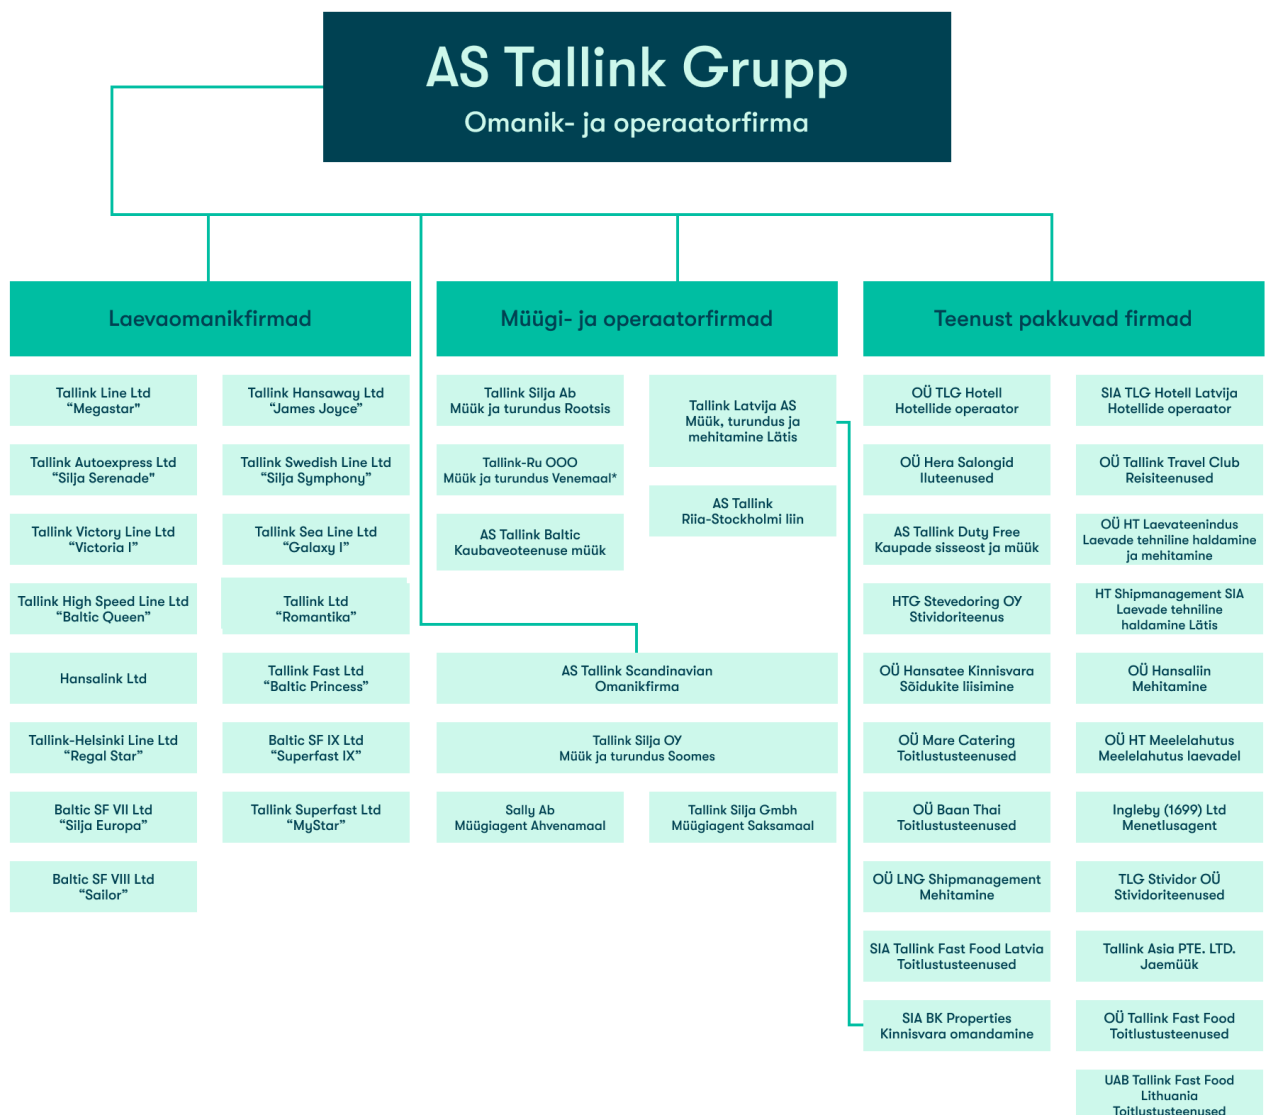 AS Tallink Grupp
Omanik- ja operaatorfirma
Laevaomanikfirmad
Tallink Line Ltd
“Megastar"
Tallink Hansaway Ltd
“James Joyce”
Tallink Autoexpress Ltd
“Silja Serenade"
Tallink Swedish Line Ltd
“Silja Symphony”
Tallink Victory Line Ltd
“Victoria I”
Tallink Sea Line Ltd
“Galaxy I”
Tallink High Speed Line Ltd
“Baltic Queen”
Tallink Ltd
“Romantika”
Hansalink Ltd
Tallink Fast Ltd
“Baltic Princess”
Tallink-Helsinki Line Ltd
“Regal Star”
Baltic SF IX Ltd
“Superfast IX”
Baltic SF VII Ltd
“Silja Europa”
Tallink Superfast Ltd
“MyStar”
Baltic SF VIII Ltd
“Sailor”
Müügi- ja operaatorfirmad
Tallink Silja Ab
Müük ja turundus Rootsis
Tallink Latvija AS
Müük, turundus ja
mehitamine Lätis
Tallink-Ru OOO
Müük ja turundus Venemaal*
AS Tallink
Riia-Stockholmi liin
AS Tallink Baltic
Kaubaveoteenuse müük
AS Tallink Scandinavian
Omanikfirma
Tallink Silja OY
Müük ja turundus Soomes
Sally Ab
Müügiagent Ahvenamaal
Tallink Silja Gmbh
Müügiagent Saksamaal
Teenust pakkuvad firmad
OÜ TLG Hotell
Hotellide operaator
SIA TLG Hotell Latvija
Hotellide operaator
OÜ Hera Salongid
Iluteenused
OÜ Tallink Travel Club
Reisiteenused
AS Tallink Duty Free
Kaupade sisseost ja müük
OÜ HT Laevateenindus
Laevade tehniline haldamine
ja mehitamine
HTG Stevedoring OY
Stividoriteenus
HT Shipmanagement SIA
Laevade tehniline
haldamine Lätis
OÜ Hansatee Kinnisvara
Sõidukite liisimine
OÜ Hansaliin
Mehitamine
OÜ Mare Catering
Toitlustusteenused
OÜ HT Meelelahutus
Meelelahutus laevadel
OÜ Baan Thai
Toitlustusteenused
Ingleby (1699) Ltd
Menetlusagent
OÜ LNG Shipmanagement
Mehitamine
TLG Stividor OÜ
Stividoriteenused
SIA Tallink Fast Food Latvia
Toitlustusteenused
Tallink Asia PTE. LTD.
Jaemüük
SIA BK Properties
Kinnisvara omandamine
OÜ Tallink Fast Food
Toitlustusteenused
UAB Tallink Fast Food
Lithuania
Toitlustusteenused